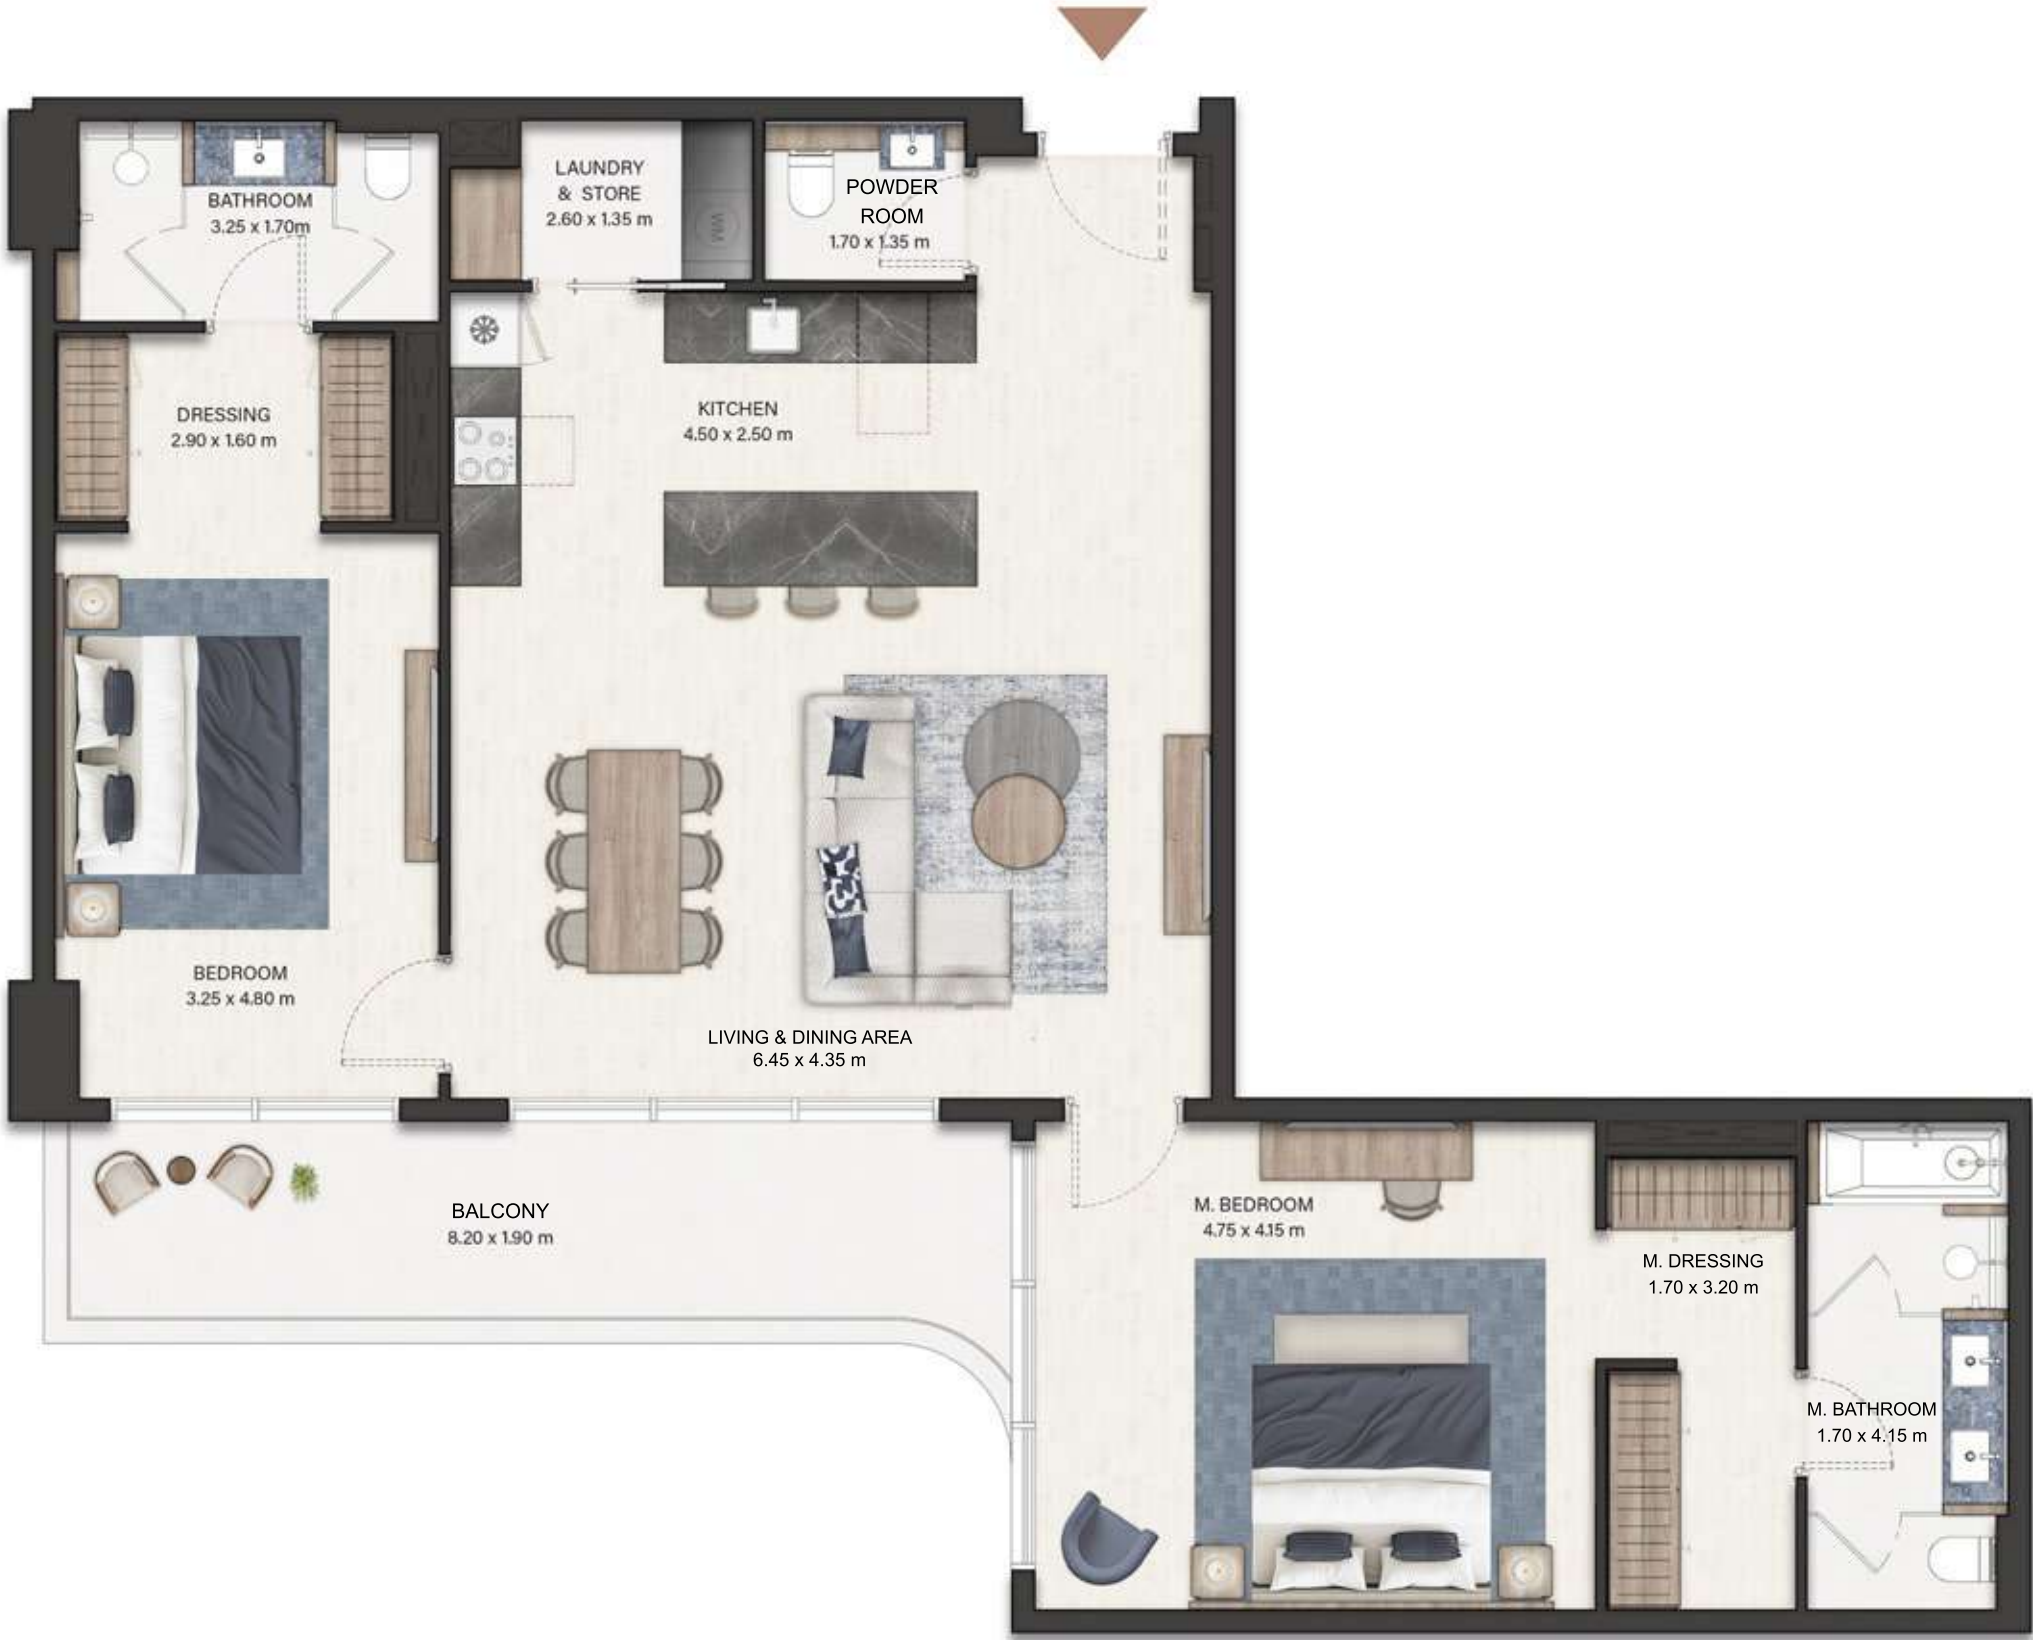 BATHROOM
3.25 x 1.70m
LAUNDRY
& STORE
2.60 x 1.35 m
WM
POWDER
ROOM
1.70 x 1.35 m
DRESSING
2.90 x 1.60 m
KITCHEN
4.50 x 2.50 m
BEDROOM
3.25 x 4.80 m
LIVING & DINING AREA
6.45 x 4.35 m
BALCONY
8.20 x 1.90 m
M. BEDROOM
4.75 x 4.15 m
M. DRESSING
1.70 x 3.20 m
M. BATHROOM
1.70 x 4.15 m